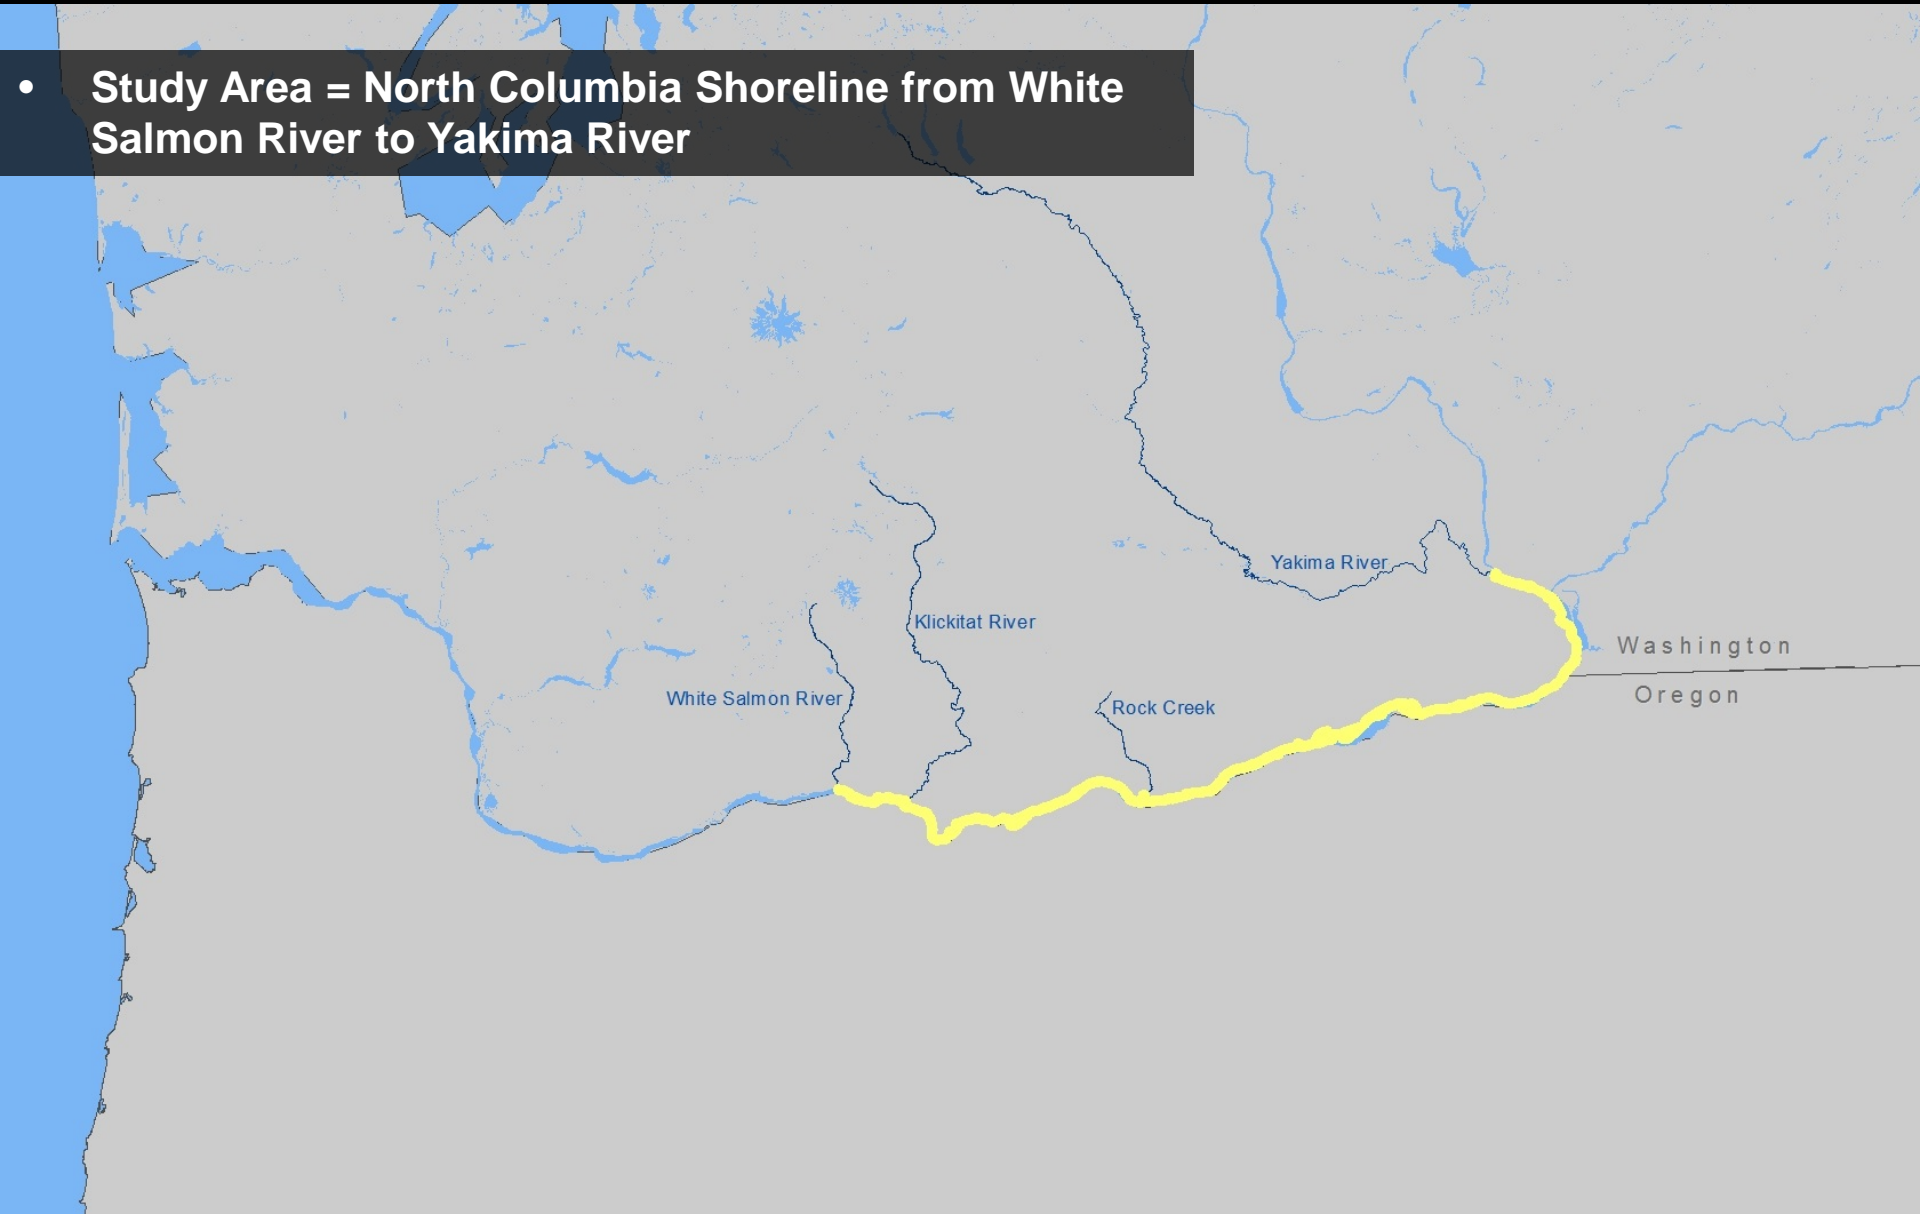 • Study Area = North Columbia Shoreline from White
Salmon River to Yakima River
Yakima River
Klickitat River
Washington
White Salmon River
Rock Creek
Oregon